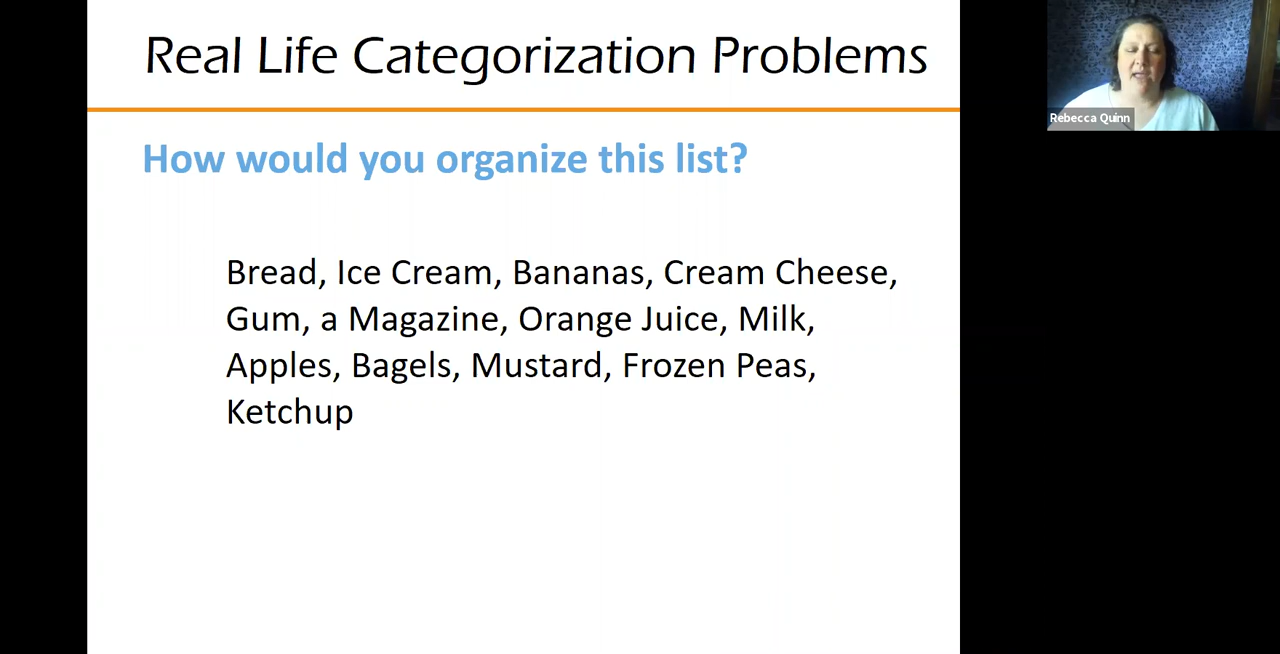 Real Life Categorization Problems
Rebecca Quinn
How would you organize this list?
Bread, Ice Cream, Bananas, Cream Cheese,
Gum, a Magazine, Orange Juice, Milk,
Apples, Bagels, Mustard, Frozen Peas,
Ketchup